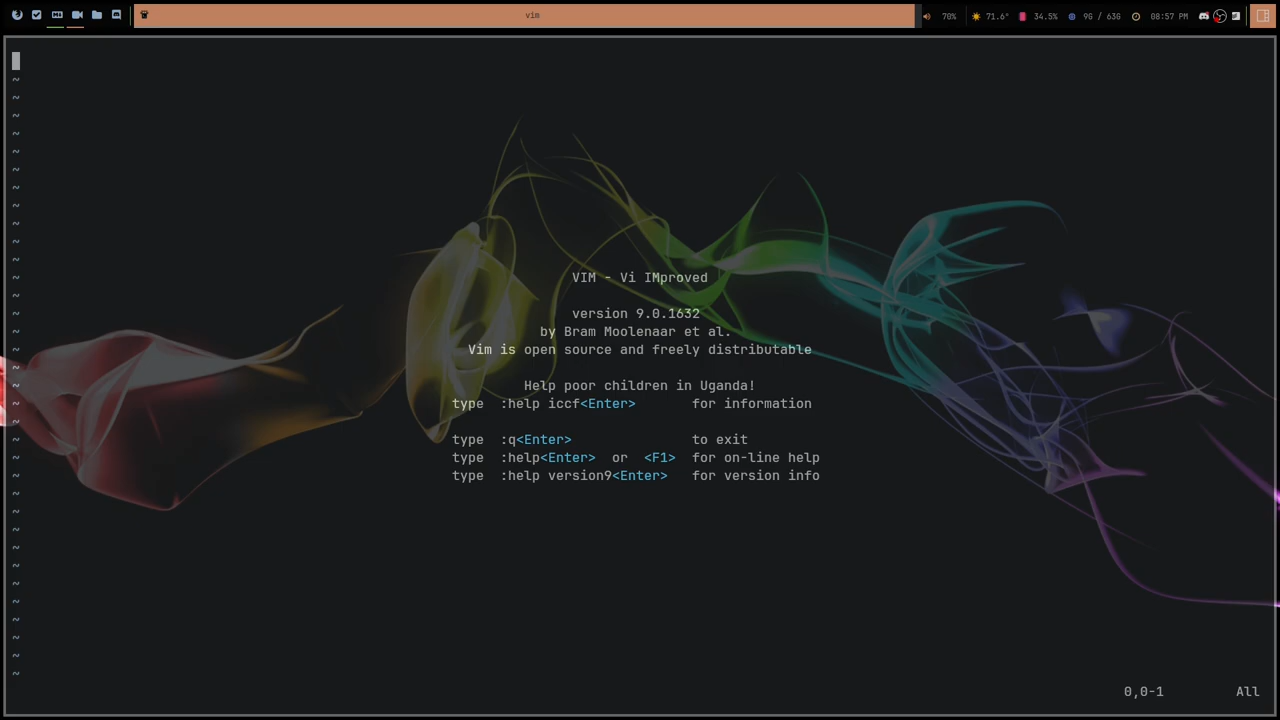 vim 70% 71.6° 34.5% 9G / 63G 08:57 PM
~
~
~
~
~
~
~
~
~
~
~
~ VIM - Vi IMproved
~
~ version 9.0.1632
~ by Bram Moolenaar et al.
~ Vim is open source and freely distributable
~
~ Help poor children in Uganda!
~ type :help iccf<Enter> for information
~
~ type :q<Enter> to exit
~ type :help<Enter> or <F1> for on-line help
~ type :help version9<Enter> for version info
~
~
~
~
~
~
~
~
~
~
~
0,0-1 All